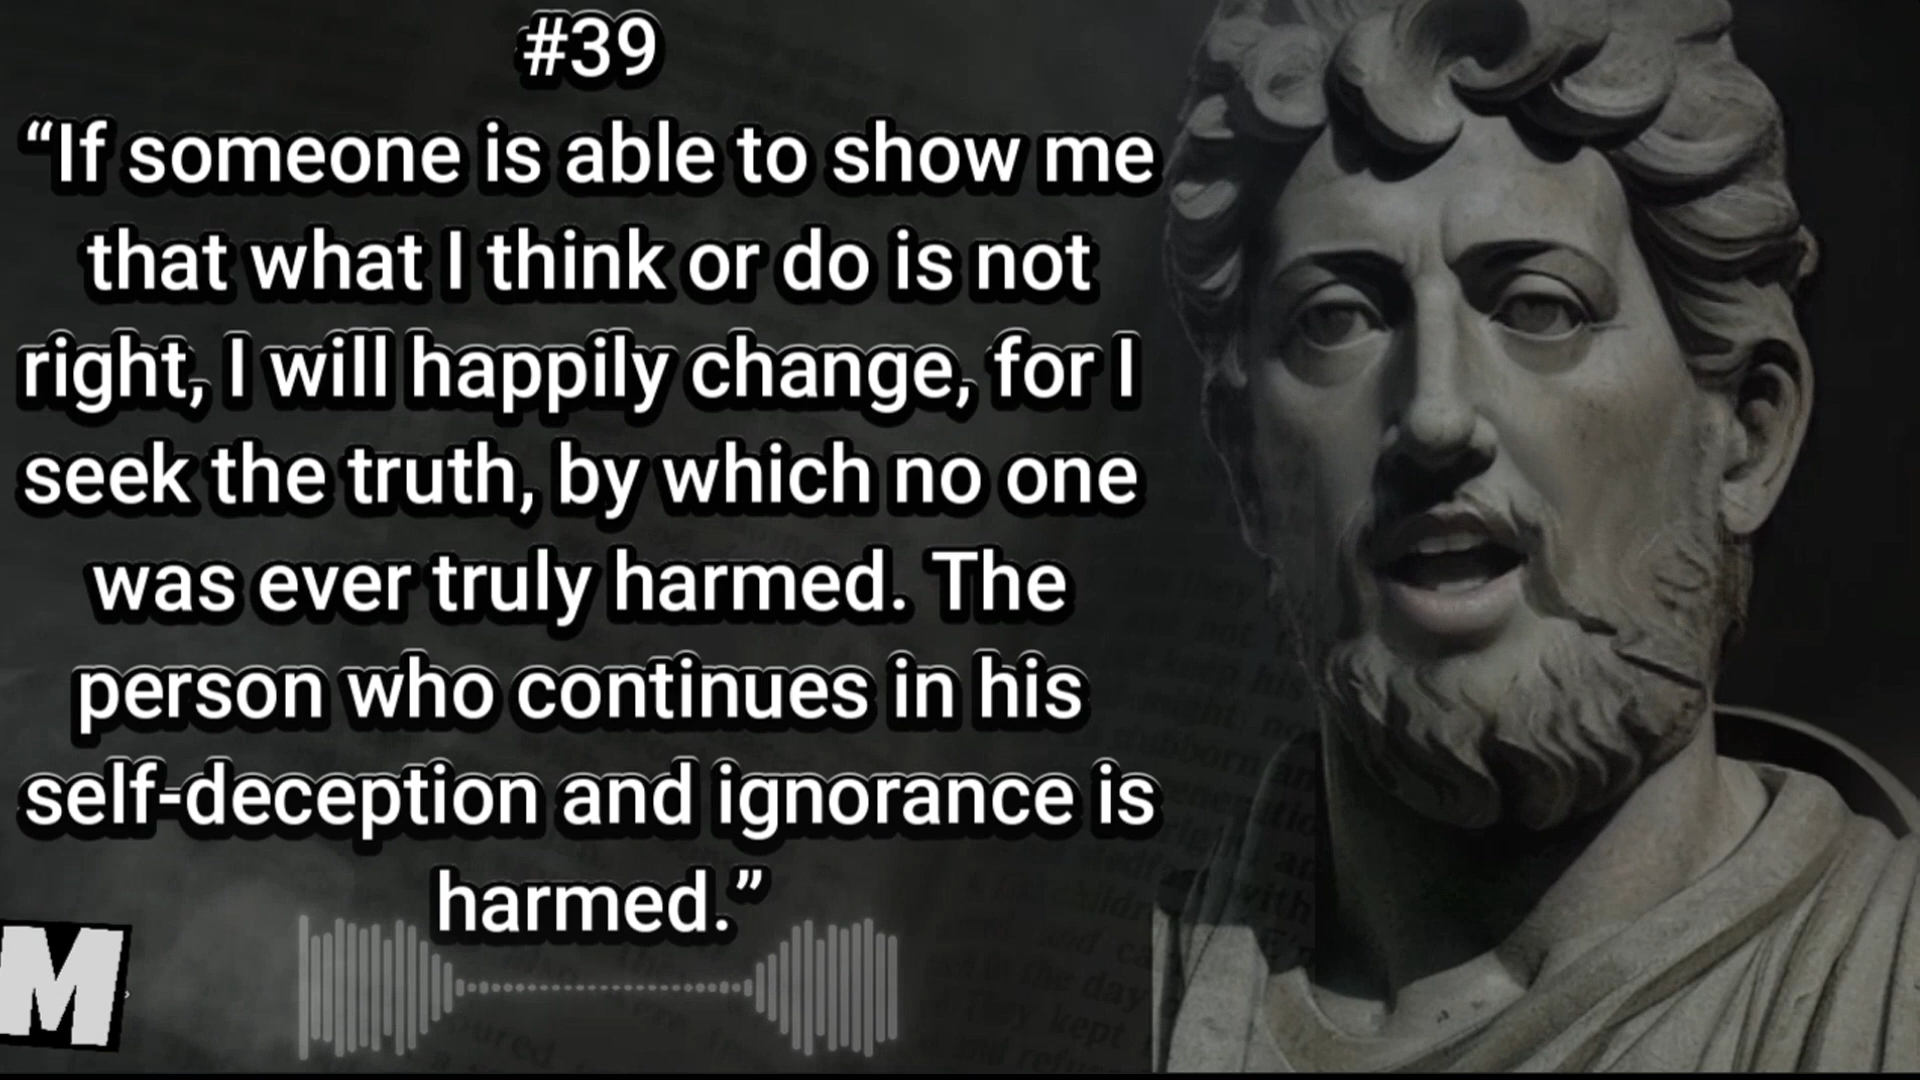 #39
“If someone is able to show me
that what I think or do is not
right, I will happily change, for I
seek the truth, by which no one
was ever truly harmed. The
person who continues in his
self-deception and ignorance is
harmed.”
M